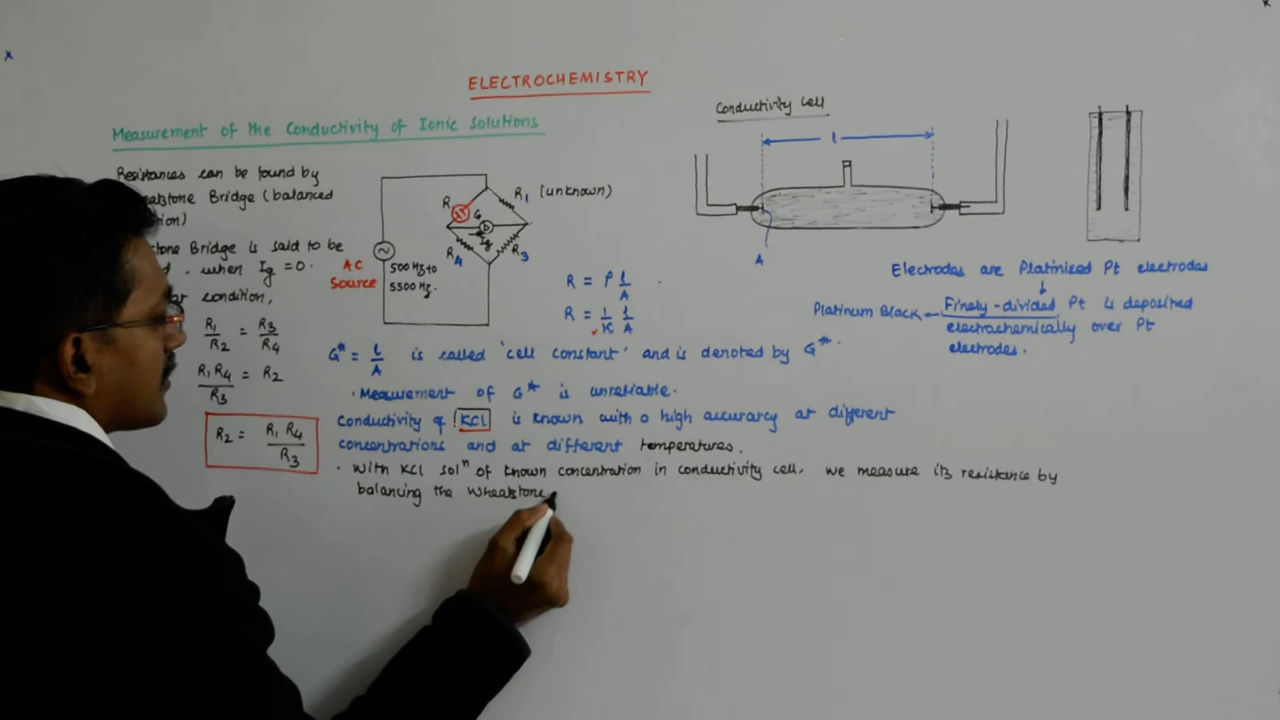 ELECTROCHEMISTRY
Measurement of the Conductivity of Ionic Solutions
Resistances can be found by
Bridge (balanced
Bridge is said to be
. when Ig = 0.
condition,
R1/R2 = R3/R4
R1 R4/R3 = R2
R2 = R1 R4/R3
AC
Source
500 Hz to
5500 Hz.
R
R1 (unknown)
G
Ig
R4
R3
R = ρ l/A
R = 1/κ l/A
G* = l/A is called 'cell constant' and is denoted by G*.
. Measurement of G* is unreliable.
Conductivity of KCl is known with a high accuracy at different
concentrations and at different temperatures.
. With KCl solⁿ of known concentration in conductivity cell, we measure its resistance by
balancing the Wheatstone
Conductivity Cell
l
A
Electrodes are Platinized Pt electrodes
Platinum Black ← Finely-divided Pt is deposited
electrochemically over Pt
electrodes.